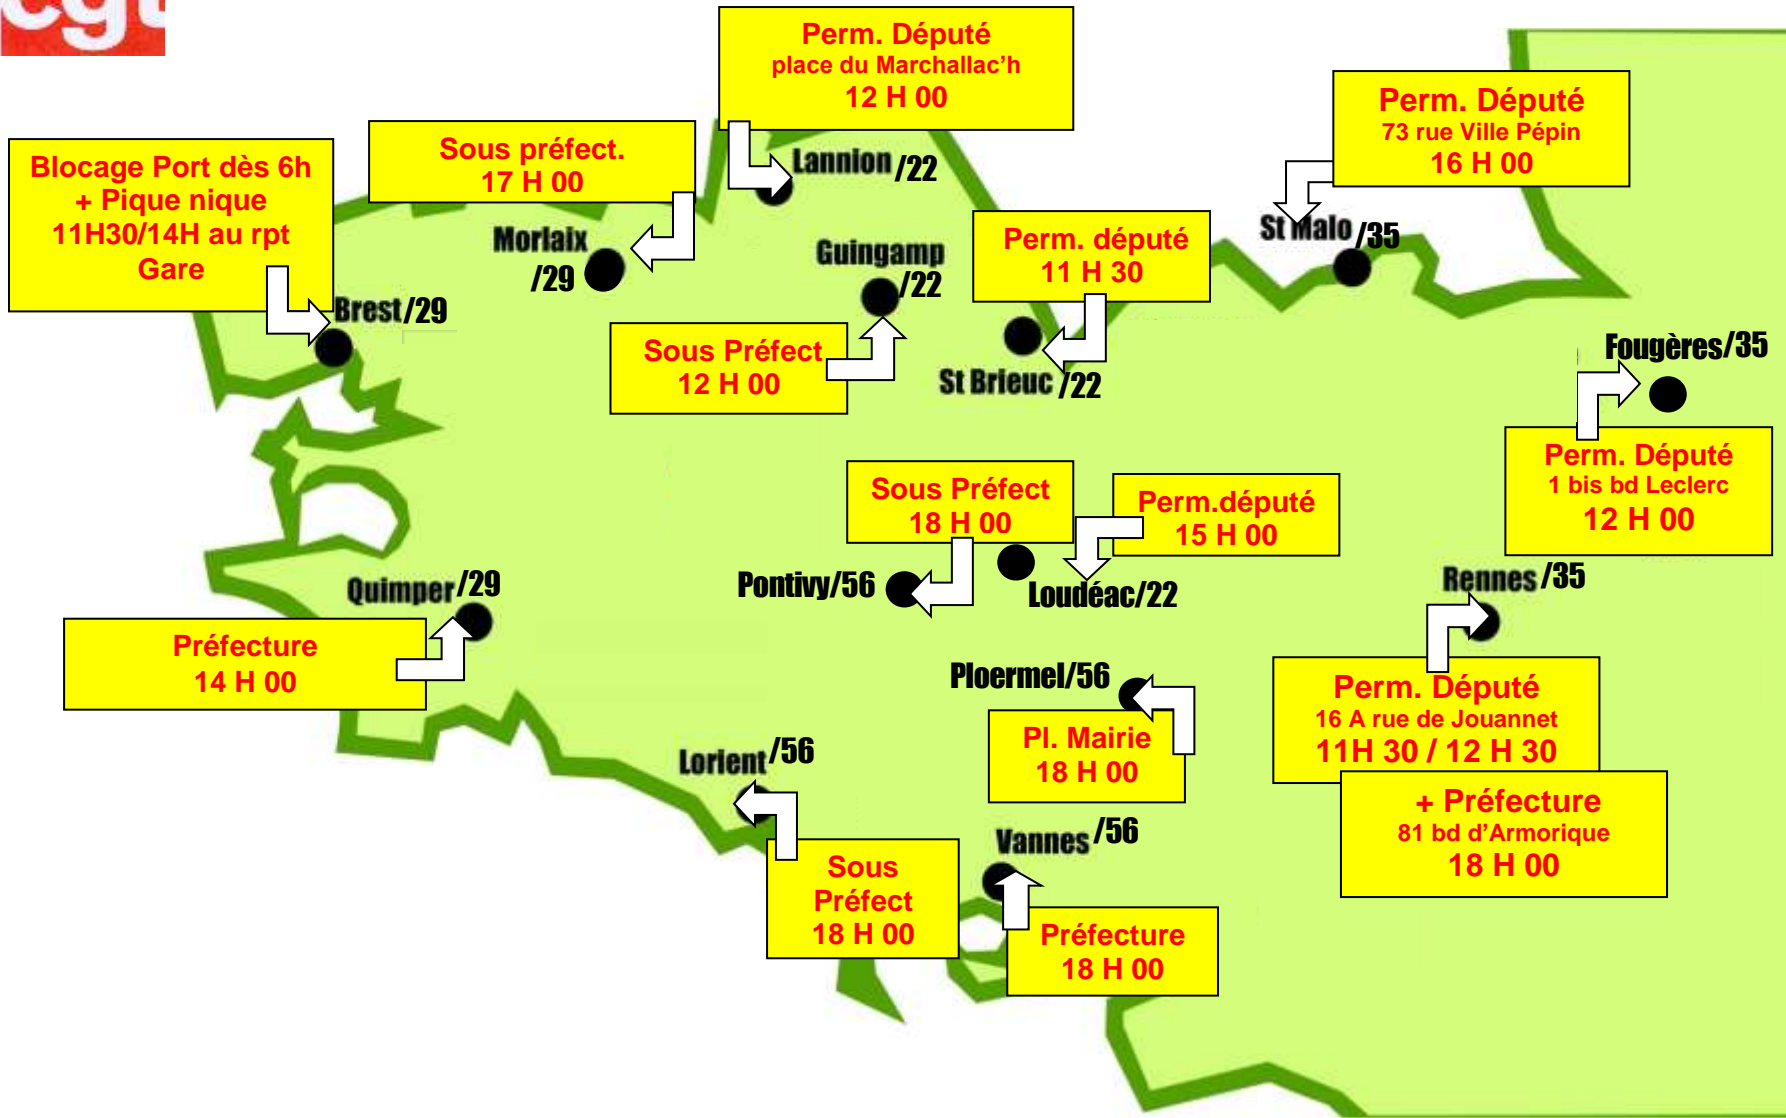 cgt
Perm. Député
place du Marchallac'h
12 H 00
Lannion /22
Perm. Député
73 rue Ville Pépin
16 H 00
St Malo /35
Sous préfect.
17 H 00
Morlaix
/29
Blocage Port dès 6h
+ Pique nique
11H30/14H au rpt
Gare
Brest/29
Guingamp
/22
Sous Préfect
12 H 00
Perm. député
11 H 30
St Brieuc /22
Fougères/35
Perm. Député
1 bis bd Leclerc
12 H 00
Sous Préfect
18 H 00
Pontivy/56
Perm.député
15 H 00
Loudéac/22
Quimper/29
Préfecture
14 H 00
Rennes /35
Perm. Député
16 A rue de Jouannet
11H 30 / 12 H 30
+ Préfecture
81 bd d'Armorique
18 H 00
Ploermel/56
Pl. Mairie
18 H 00
Lorient /56
Sous
Préfect
18 H 00
Vannes /56
Préfecture
18 H 00